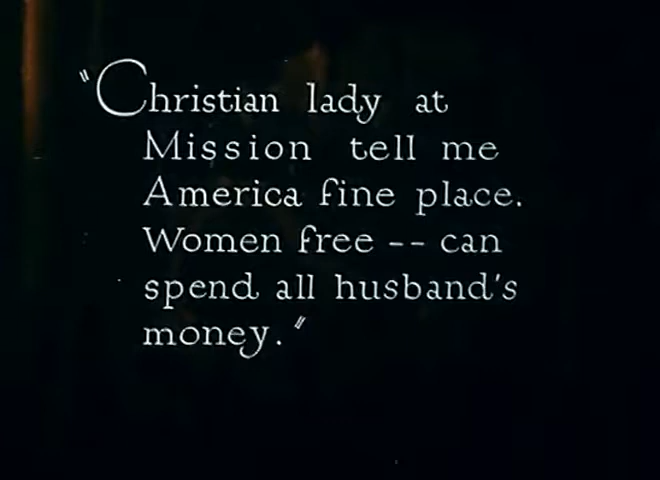 "Christian lady at
Mission tell me
America fine place.
Women free -- can
spend all husband's
money."